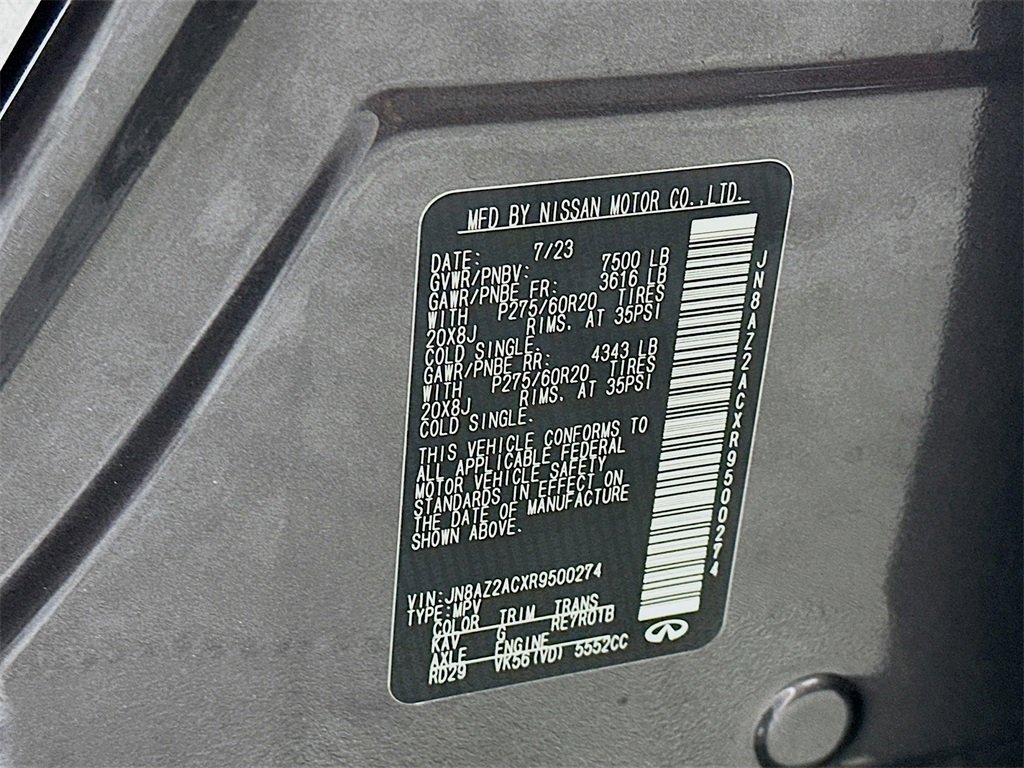 MFD BY NISSAN MOTOR CO.,LTD.
DATE: 7/23
GVWR/PNBV: 7500 LB
GAWR/PNBE FR: 3616 LB
WITH P275/60R20 TIRES
20X8J RIMS. AT 35PSI
COLD SINGLE.
GAWR/PNBE RR: 4343 LB
WITH P275/60R20 TIRES
20X8J RIMS. AT 35PSI
COLD SINGLE.
THIS VEHICLE CONFORMS TO
ALL APPLICABLE FEDERAL
MOTOR VEHICLE SAFETY
STANDARDS IN EFFECT ON
THE DATE OF MANUFACTURE
SHOWN ABOVE.
VIN:JN8AZ2ACXR9500274
TYPE:MPV
COLOR TRIM TRANS
KAV G RE7R01B
AXLE ENGINE
RD29 VK56(VD) 5552CC
JN8AZ2ACXR9500274